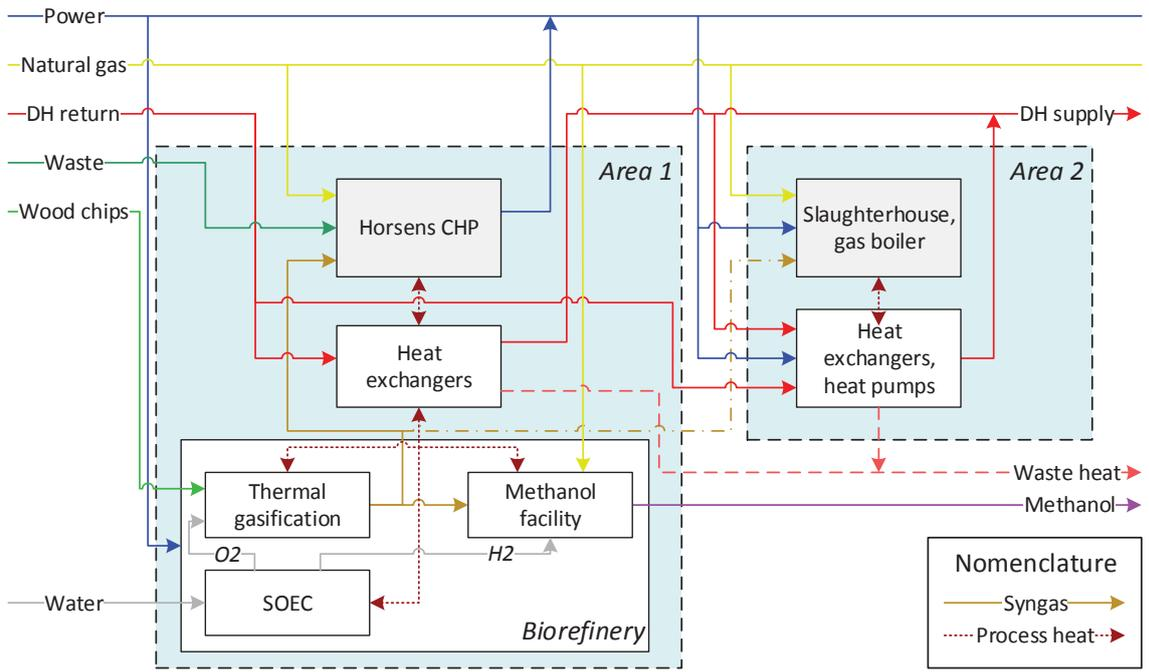 Power
Natural gas
DH return
DH supply
Waste
Wood chips
Area 1
Area 2
Horsens CHP
Slaughterhouse,
gas boiler
Heat
exchangers
Heat
exchangers,
heat pumps
Waste heat
Methanol
Thermal
gasification
Methanol
facility
O2
H2
SOEC
Water
Biorefinery
Nomenclature
Syngas
Process heat